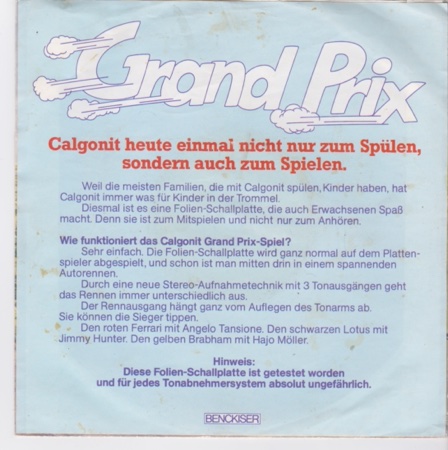 Grand Prix
Calgonit heute einmal nicht nur zum Spülen,
sondern auch zum Spielen.
Weil die meisten Familien, die mit Calgonit spülen, Kinder haben, hat
Calgonit immer was für Kinder in der Trommel.
Diesmal ist es eine Folien-Schallplatte, die auch Erwachsenen Spaß
macht. Denn sie ist zum Mitspielen und nicht nur zum Anhören.
Wie funktioniert das Calgonit Grand Prix-Spiel?
Sehr einfach. Die Folien-Schallplatte wird ganz normal auf dem Platten-
spieler abgespielt, und schon ist man mitten drin in einem spannenden
Autorennen.
Durch eine neue Stereo-Aufnahmetechnik mit 3 Tonausgängen geht
das Rennen immer unterschiedlich aus.
Der Rennausgang hängt ganz vom Auflegen des Tonarms ab.
Sie können die Sieger tippen.
Den roten Ferrari mit Angelo Tansione. Den schwarzen Lotus mit
Jimmy Hunter. Den gelben Brabham mit Hajo Möller.
Hinweis:
Diese Folien-Schallplatte ist getestet worden
und für jedes Tonabnehmersystem absolut ungefährlich.
BENCKISER